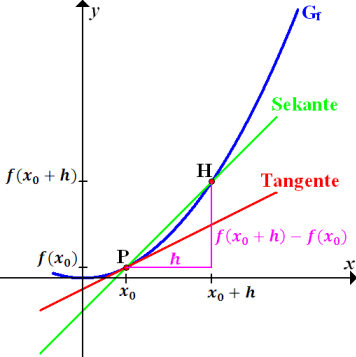 y
G_f
Sekante
f(x₀ + h)
H
Tangente
f(x₀ + h) − f(x₀)
f(x₀)
P
h
x
x₀
x₀ + h